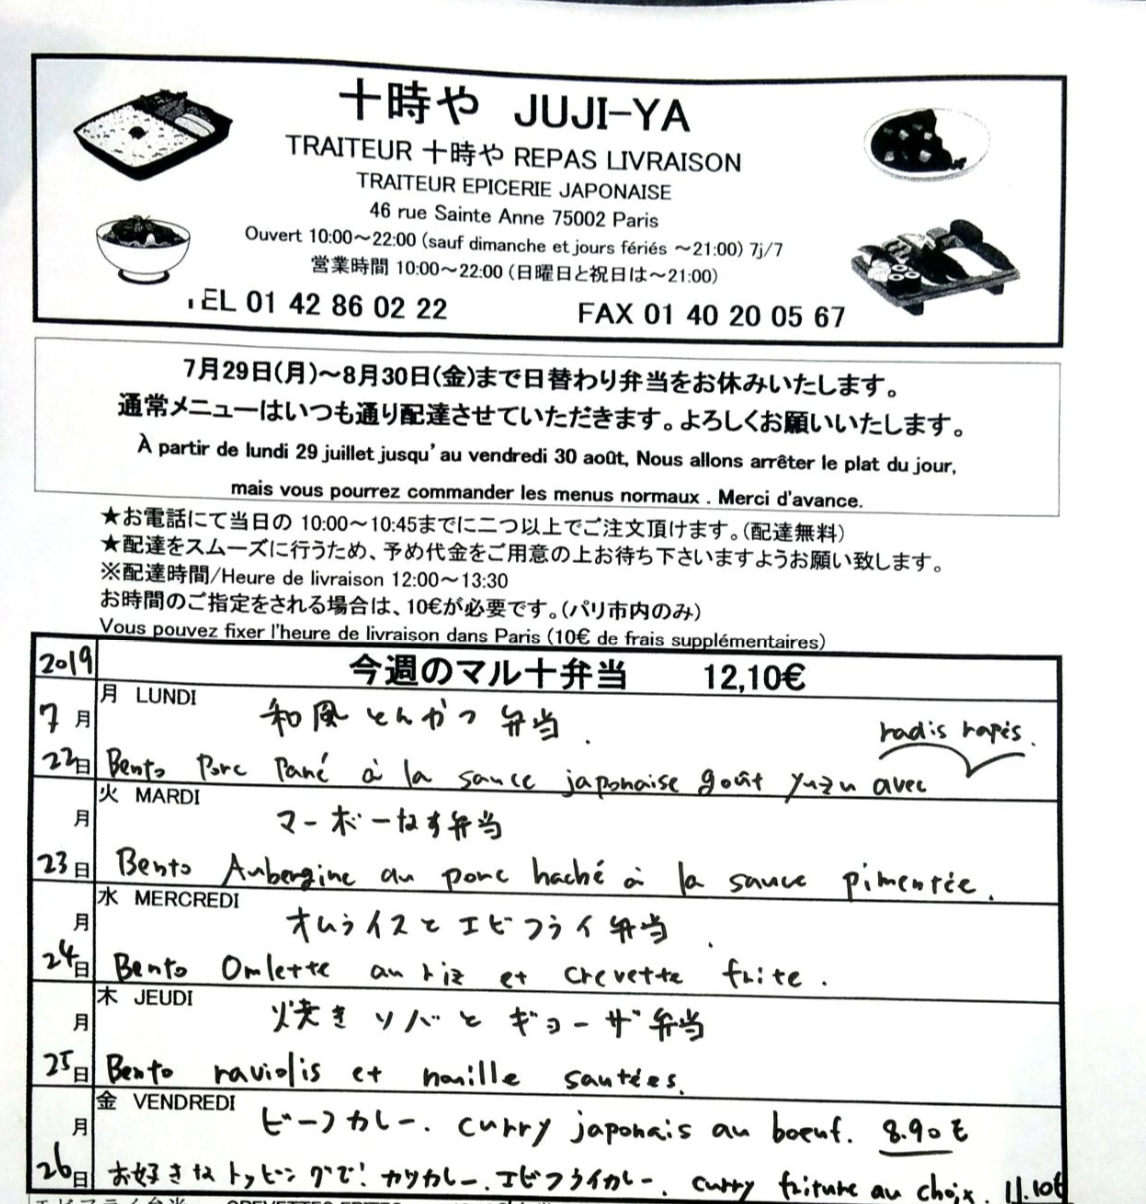 十時や JUJI-YA
TRAITEUR 十時や REPAS LIVRAISON
TRAITEUR EPICERIE JAPONAISE
46 rue Sainte Anne 75002 Paris
Ouvert 10:00～22:00 (sauf dimanche et jours fériés ～21:00) 7j/7
営業時間 10:00～22:00 (日曜日と祝日は～21:00)
TEL 01 42 86 02 22 FAX 01 40 20 05 67
7月29日(月)～8月30日(金)まで日替わり弁当をお休みいたします。
通常メニューはいつも通り配達させていただきます。よろしくお願いいたします。
À partir de lundi 29 juillet jusqu'au vendredi 30 août, Nous allons arrêter le plat du jour,
mais vous pourrez commander les menus normaux . Merci d'avance.
★お電話にて当日の 10:00～10:45までに二つ以上でご注文頂けます。(配達無料)
★配達をスムーズに行うため、予め代金をご用意の上お待ち下さいますようお願い致します。
※配達時間/Heure de livraison 12:00～13:30
お時間のご指定をされる場合は、10€が必要です。(パリ市内のみ)
Vous pouvez fixer l'heure de livraison dans Paris (10€ de frais supplémentaires)
2019 今週のマル十弁当 12,10€
月 LUNDI
7月 和風とんかつ弁当.
radis rapés.
22日 Bento Porc Pané à la sauce japonaise goût yuzu avec
火 MARDI
月 マーボーなす弁当
23日 Bento Aubergine au porc haché à la sauce pimentée.
水 MERCREDI
月 オムライスとエビフライ弁当.
24日 Bento Omlette au riz et crevette frite.
木 JEUDI
月 焼きソバとギョーザ弁当
25日 Bento raviolis et nouille sautées.
金 VENDREDI
月 ビーフカレー. curry japonais au boeuf. 8.90€
26日 お好きなトッピングで! カツカレー. エビフライカレー. curry friture au choix. 11.10€